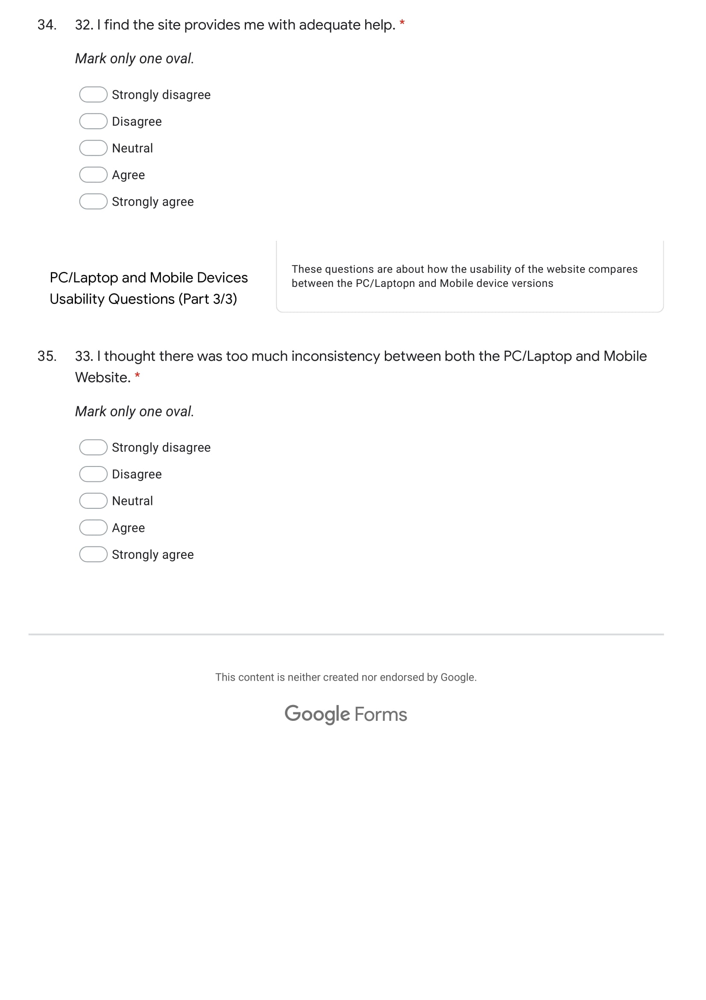 34. 32. I find the site provides me with adequate help. *
Mark only one oval.
Strongly disagree
Disagree
Neutral
Agree
Strongly agree
PC/Laptop and Mobile Devices
Usability Questions (Part 3/3)
These questions are about how the usability of the website compares
between the PC/Laptopn and Mobile device versions
35. 33. I thought there was too much inconsistency between both the PC/Laptop and Mobile
Website. *
Mark only one oval.
Strongly disagree
Disagree
Neutral
Agree
Strongly agree
This content is neither created nor endorsed by Google.
Google Forms